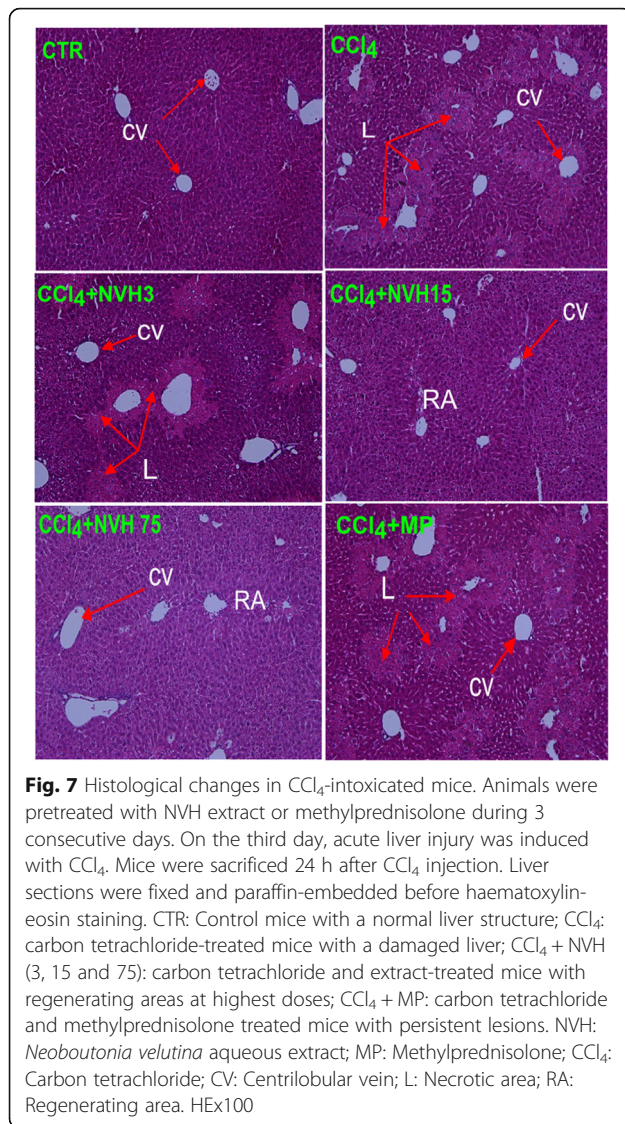 CTR
CV
CCl₄
L
CV
CCl₄+NVH3
CV
L
CCl₄+NVH15
CV
RA
CCl₄+NVH 75
CV
RA
CCl₄+MP
L
CV
Fig. 7 Histological changes in CCl₄-intoxicated mice. Animals were
pretreated with NVH extract or methylprednisolone during 3
consecutive days. On the third day, acute liver injury was induced
with CCl₄. Mice were sacrificed 24 h after CCl₄ injection. Liver
sections were fixed and paraffin-embedded before haematoxylin-
eosin staining. CTR: Control mice with a normal liver structure; CCl₄:
carbon tetrachloride-treated mice with a damaged liver; CCl₄ + NVH
(3, 15 and 75): carbon tetrachloride and extract-treated mice with
regenerating areas at highest doses; CCl₄ + MP: carbon tetrachloride
and methylprednisolone treated mice with persistent lesions. NVH:
Neoboutonia velutina aqueous extract; MP: Methylprednisolone; CCl₄:
Carbon tetrachloride; CV: Centrilobular vein; L: Necrotic area; RA:
Regenerating area. HEx100